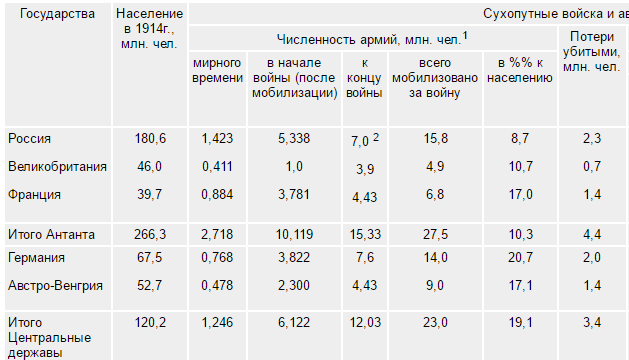 Государства Население в 1914г., млн. чел. Сухопутные войска и ав
Численность армий, млн. чел.1 Потери убитыми, млн. чел.
мирного времени в начале войны (после мобилизации) к концу войны всего мобилизовано за войну в %% к населению
Россия 180,6 1,423 5,338 7,0 2 15,8 8,7 2,3
Великобритания 46,0 0,411 1,0 3,9 4,9 10,7 0,7
Франция 39,7 0,884 3,781 4,43 6,8 17,0 1,4
Итого Антанта 266,3 2,718 10,119 15,33 27,5 10,3 4,4
Германия 67,5 0,768 3,822 7,6 14,0 20,7 2,0
Австро-Венгрия 52,7 0,478 2,300 4,43 9,0 17,1 1,4
Итого Центральные державы 120,2 1,246 6,122 12,03 23,0 19,1 3,4